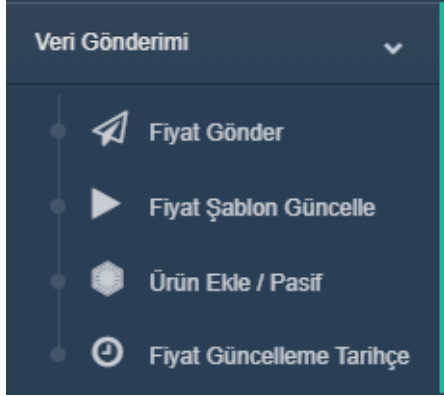 Veri Gönderimi
Fiyat Gönder
Fiyat Şablon Güncelle
Ürün Ekle / Pasif
Fiyat Güncelleme Tarihçe